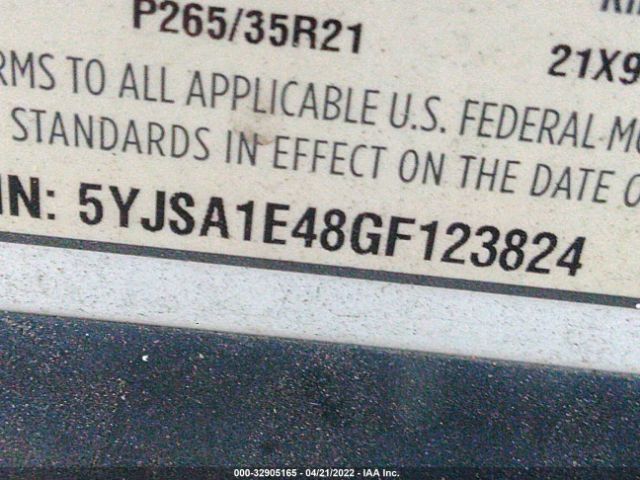 P265/35R21
21X9
RMS TO ALL APPLICABLE U.S. FEDERAL MO
STANDARDS IN EFFECT ON THE DATE O
IN: 5YJSA1E48GF123824
000-32905165 - 04/21/2022 - IAA Inc.